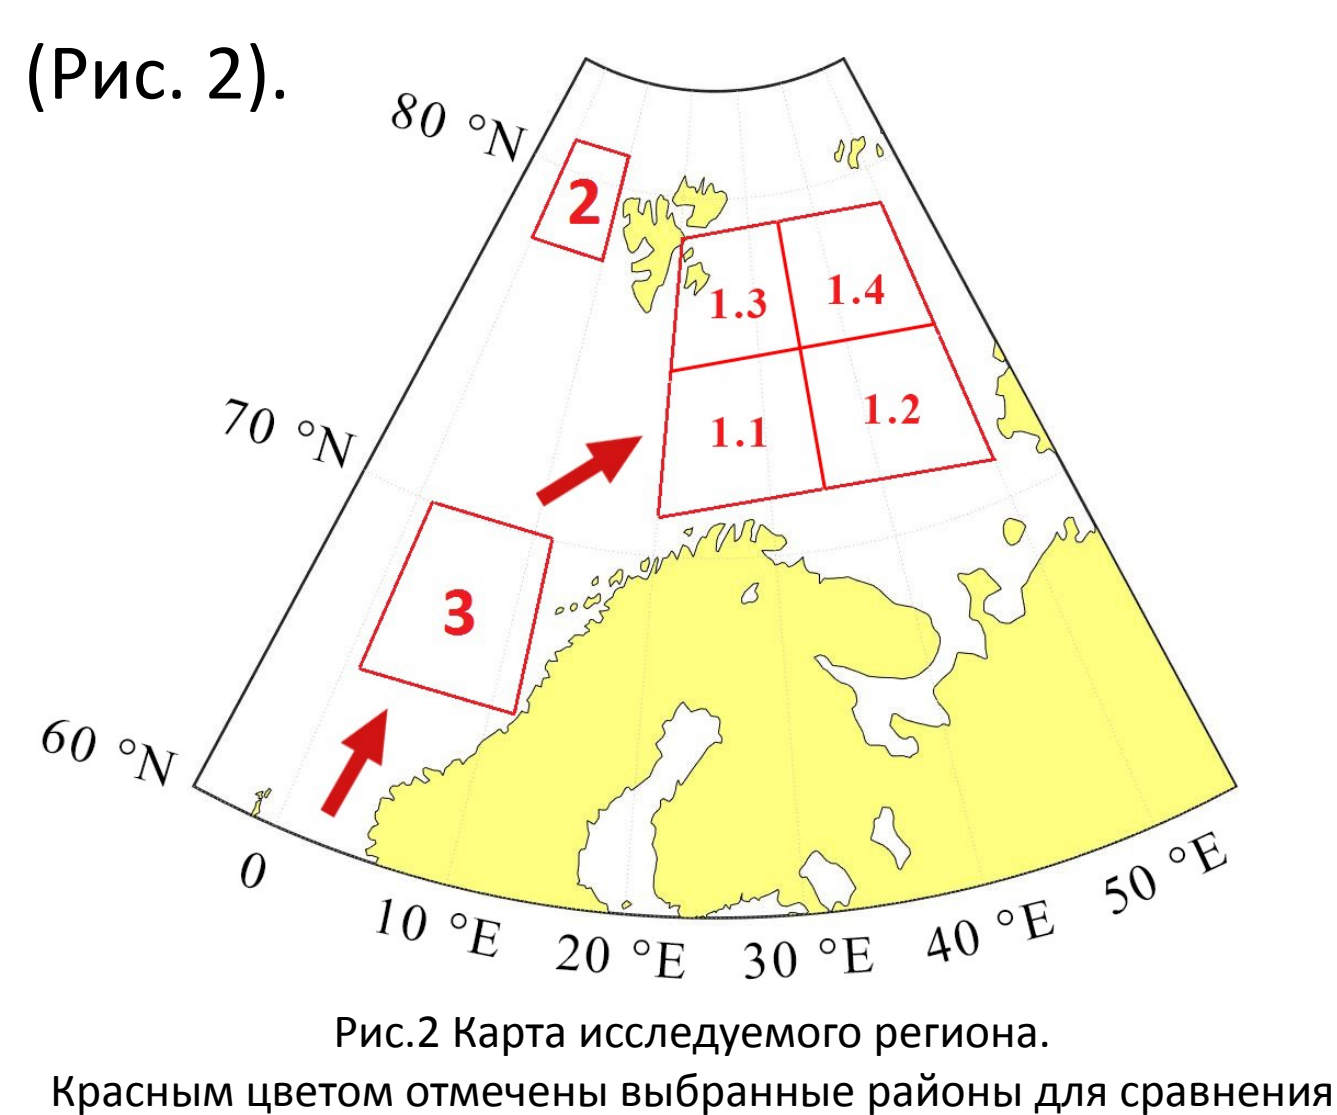 (Рис. 2).
80 °N
2
1.3
1.4
70 °N
1.1
1.2
3
60 °N
0
10 °E
20 °E
30 °E
40 °E
50 °E
Рис.2 Карта исследуемого региона.
Красным цветом отмечены выбранные районы для сравнения